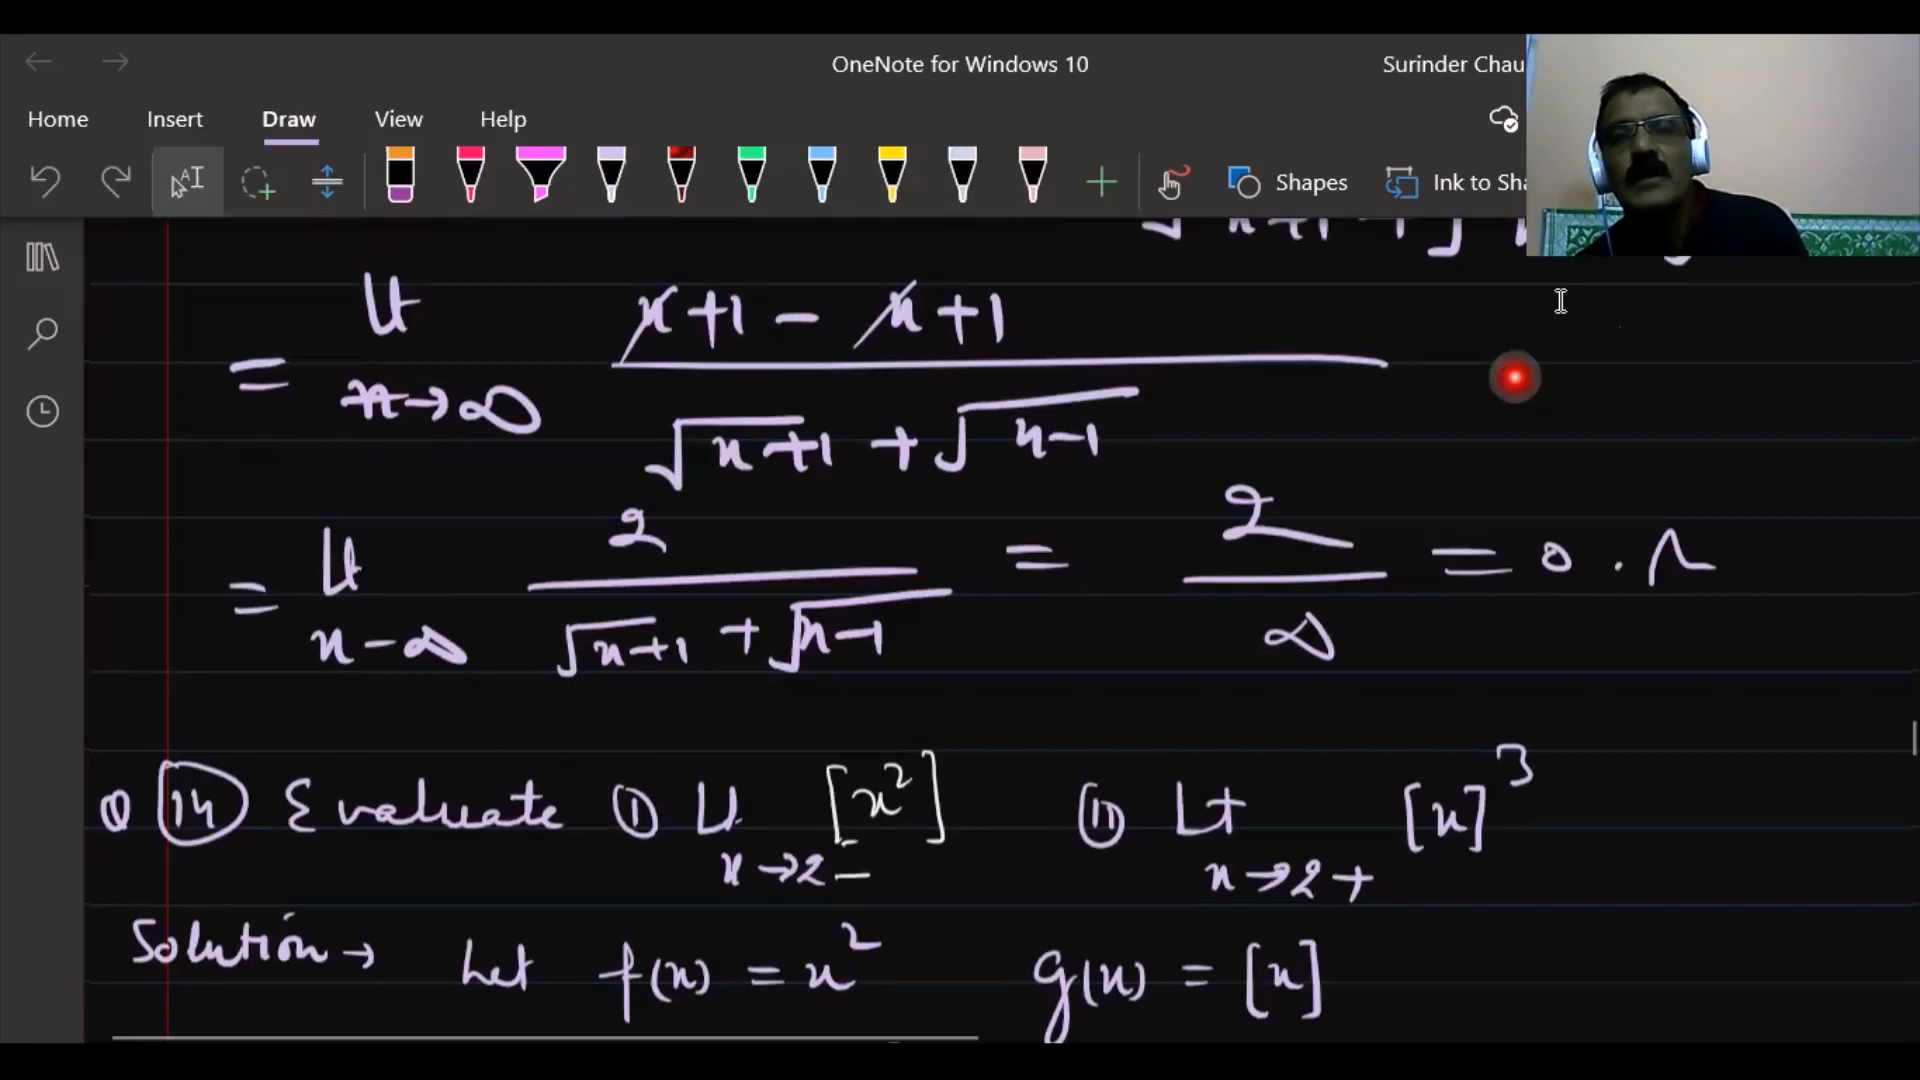 OneNote for Windows 10
Surinder Chau
Home Insert Draw View Help
Shapes Ink to Sha
= Lt x→∞ x+1 - x+1 / √x+1 + √x-1
= Lt x-∞ 2 / √x+1 + √x-1 = 2 / ∞ = 0.
Q 14 Evaluate (i) Lt x→2- [x²] (ii) Lt x→2+ [x]³
Solution → Let f(x) = x² g(x) = [x]